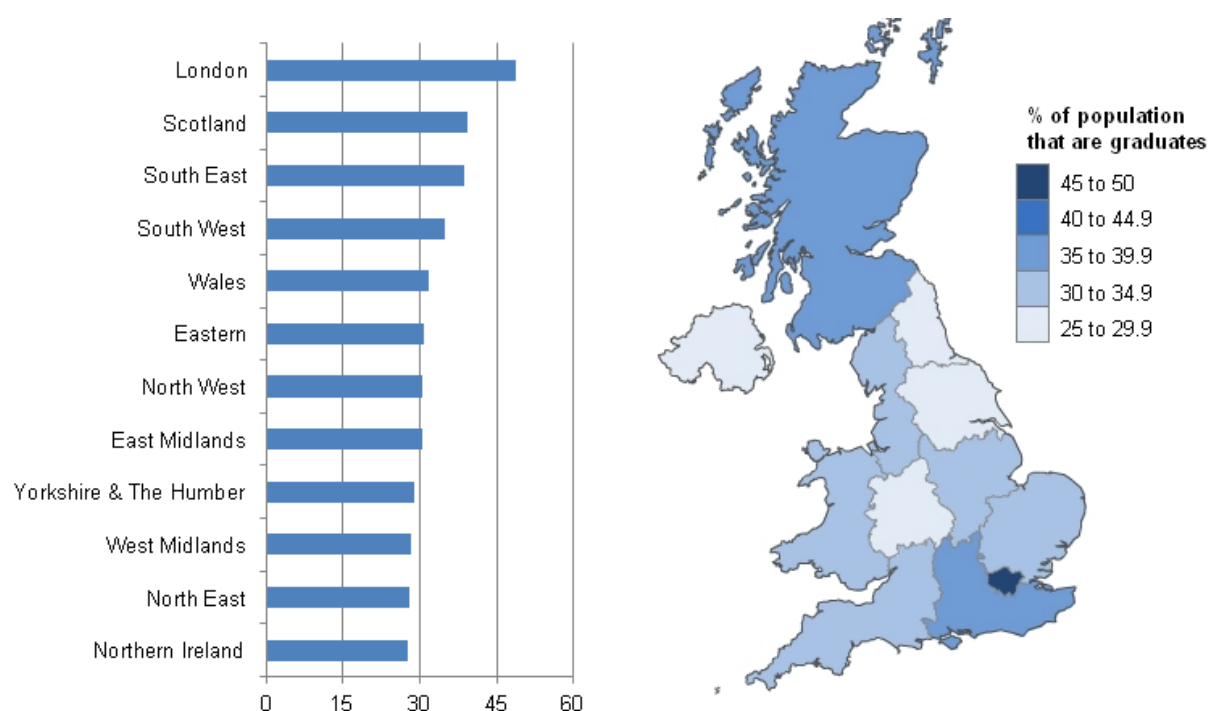 London
Scotland
South East
South West
Wales
Eastern
North West
East Midlands
Yorkshire & The Humber
West Midlands
North East
Northern Ireland
0 15 30 45 60
% of population
that are graduates
45 to 50
40 to 44.9
35 to 39.9
30 to 34.9
25 to 29.9